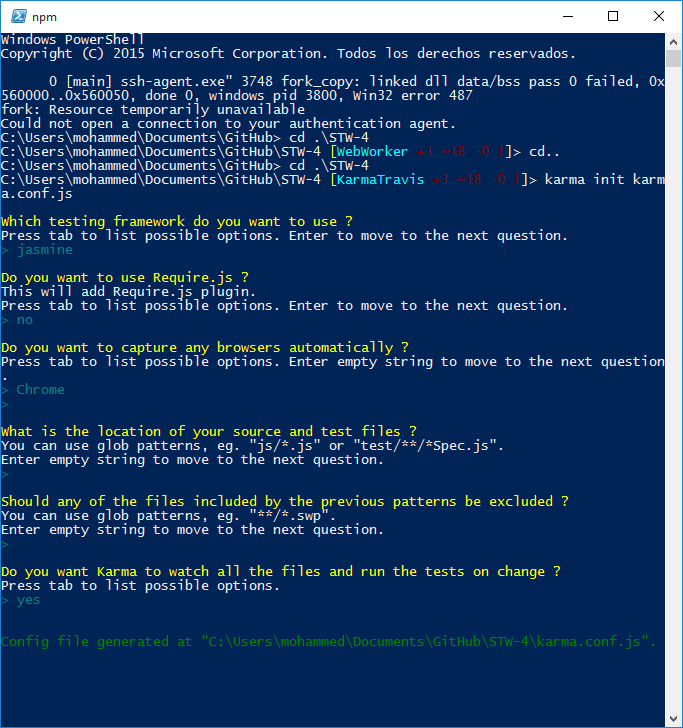 npm
Windows PowerShell
Copyright (C) 2015 Microsoft Corporation. Todos los derechos reservados.
0 [main] ssh-agent.exe" 3748 fork_copy: linked dll data/bss pass 0 failed, 0x
560000..0x560050, done 0, windows pid 3800, Win32 error 487
fork: Resource temporarily unavailable
Could not open a connection to your authentication agent.
C:\Users\mohammed\Documents\GitHub> cd .\STW-4
C:\Users\mohammed\Documents\GitHub\STW-4 [WebWorker +1 ~18 -0 !]> cd..
C:\Users\mohammed\Documents\GitHub> cd .\STW-4
C:\Users\mohammed\Documents\GitHub\STW-4 [KarmaTravis +1 ~18 -0 !]> karma init karm
a.conf.js
Which testing framework do you want to use ?
Press tab to list possible options. Enter to move to the next question.
> jasmine
Do you want to use Require.js ?
This will add Require.js plugin.
Press tab to list possible options. Enter to move to the next question.
> no
Do you want to capture any browsers automatically ?
Press tab to list possible options. Enter empty string to move to the next question
.
> Chrome
>
What is the location of your source and test files ?
You can use glob patterns, eg. "js/*.js" or "test/**/*Spec.js".
Enter empty string to move to the next question.
>
Should any of the files included by the previous patterns be excluded ?
You can use glob patterns, eg. "**/*.swp".
Enter empty string to move to the next question.
>
Do you want Karma to watch all the files and run the tests on change ?
Press tab to list possible options.
> yes
Config file generated at "C:\Users\mohammed\Documents\GitHub\STW-4\karma.conf.js".